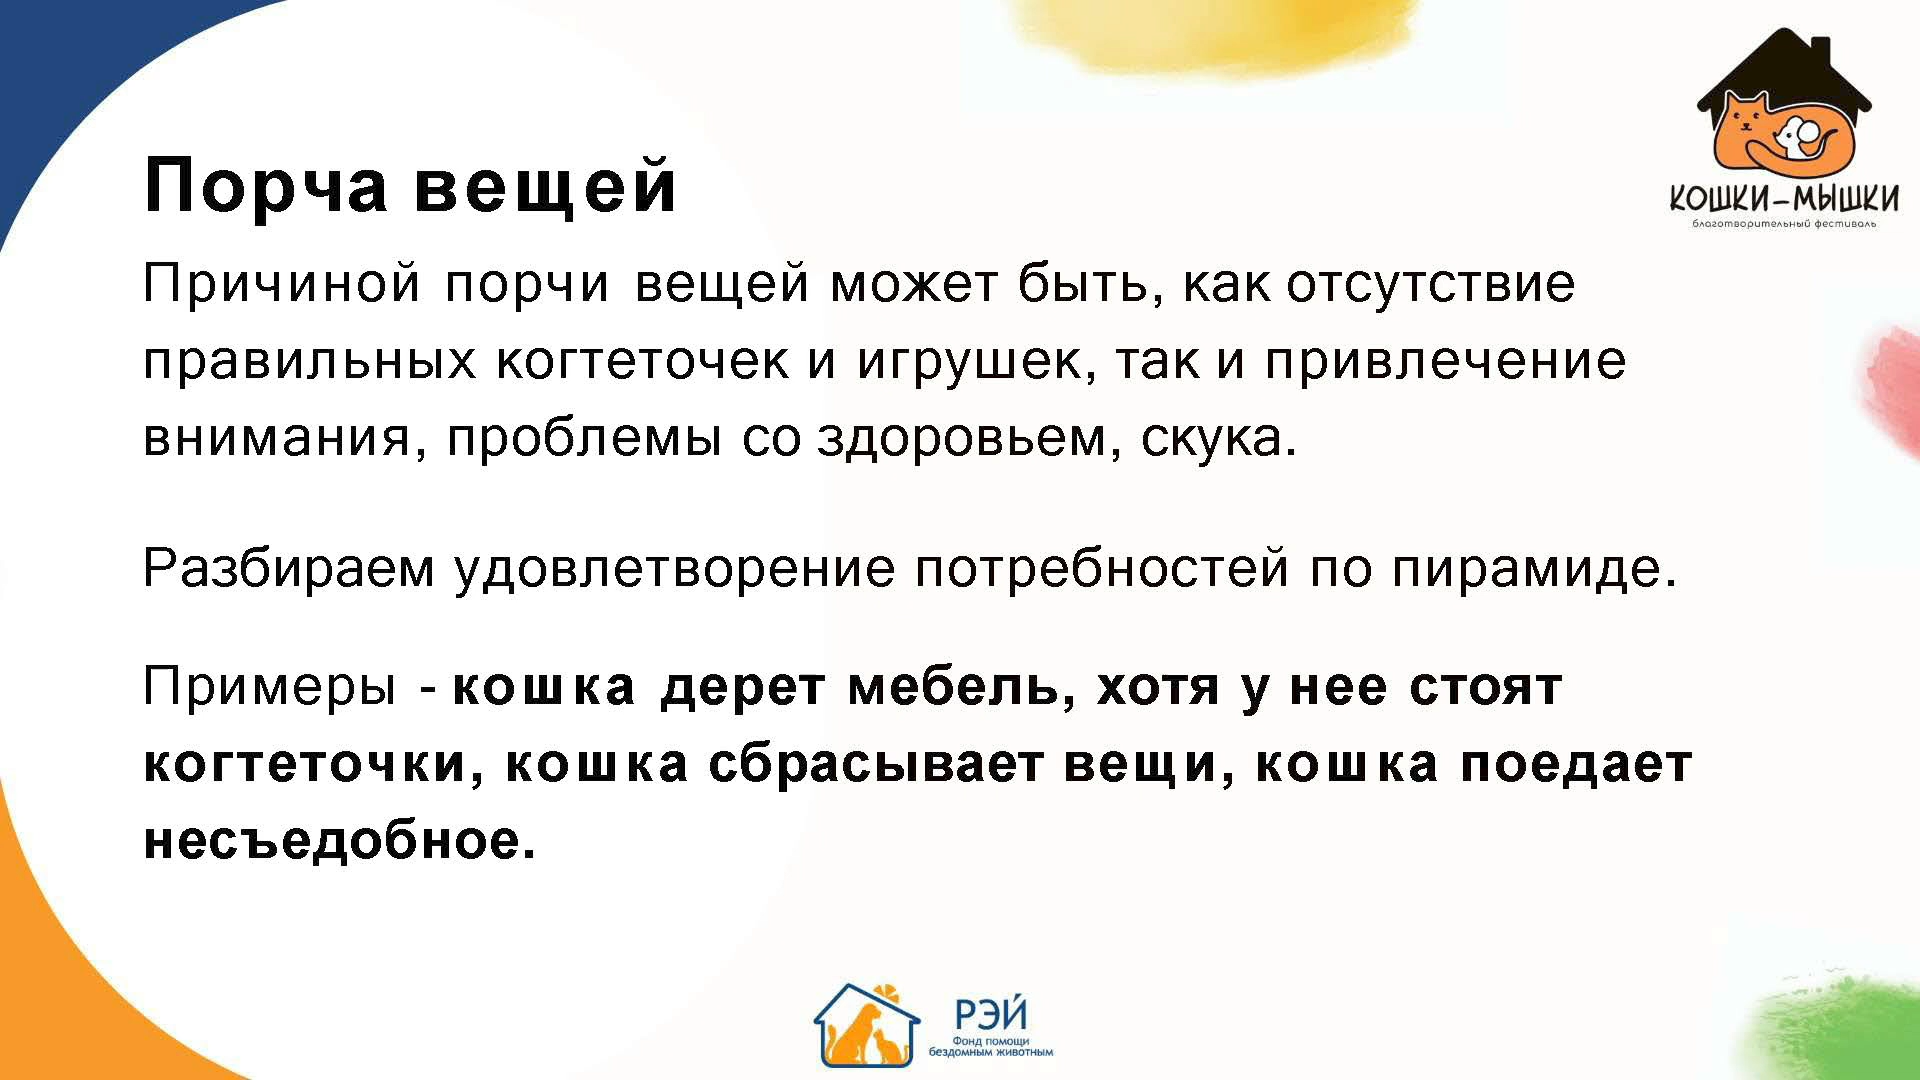 КОШКИ-МЫШКИ
благотворительный фестиваль
Порча вещей
Причиной порчи вещей может быть, как отсутствие
правильных когтеточек и игрушек, так и привлечение
внимания, проблемы со здоровьем, скука.
Разбираем удовлетворение потребностей по пирамиде.
Примеры - кошка дерет мебель, хотя у нее стоят
когтеточки, кошка сбрасывает вещи, кошка поедает
несъедобное.
РЭЙ
Фонд помощи
бездомным животным